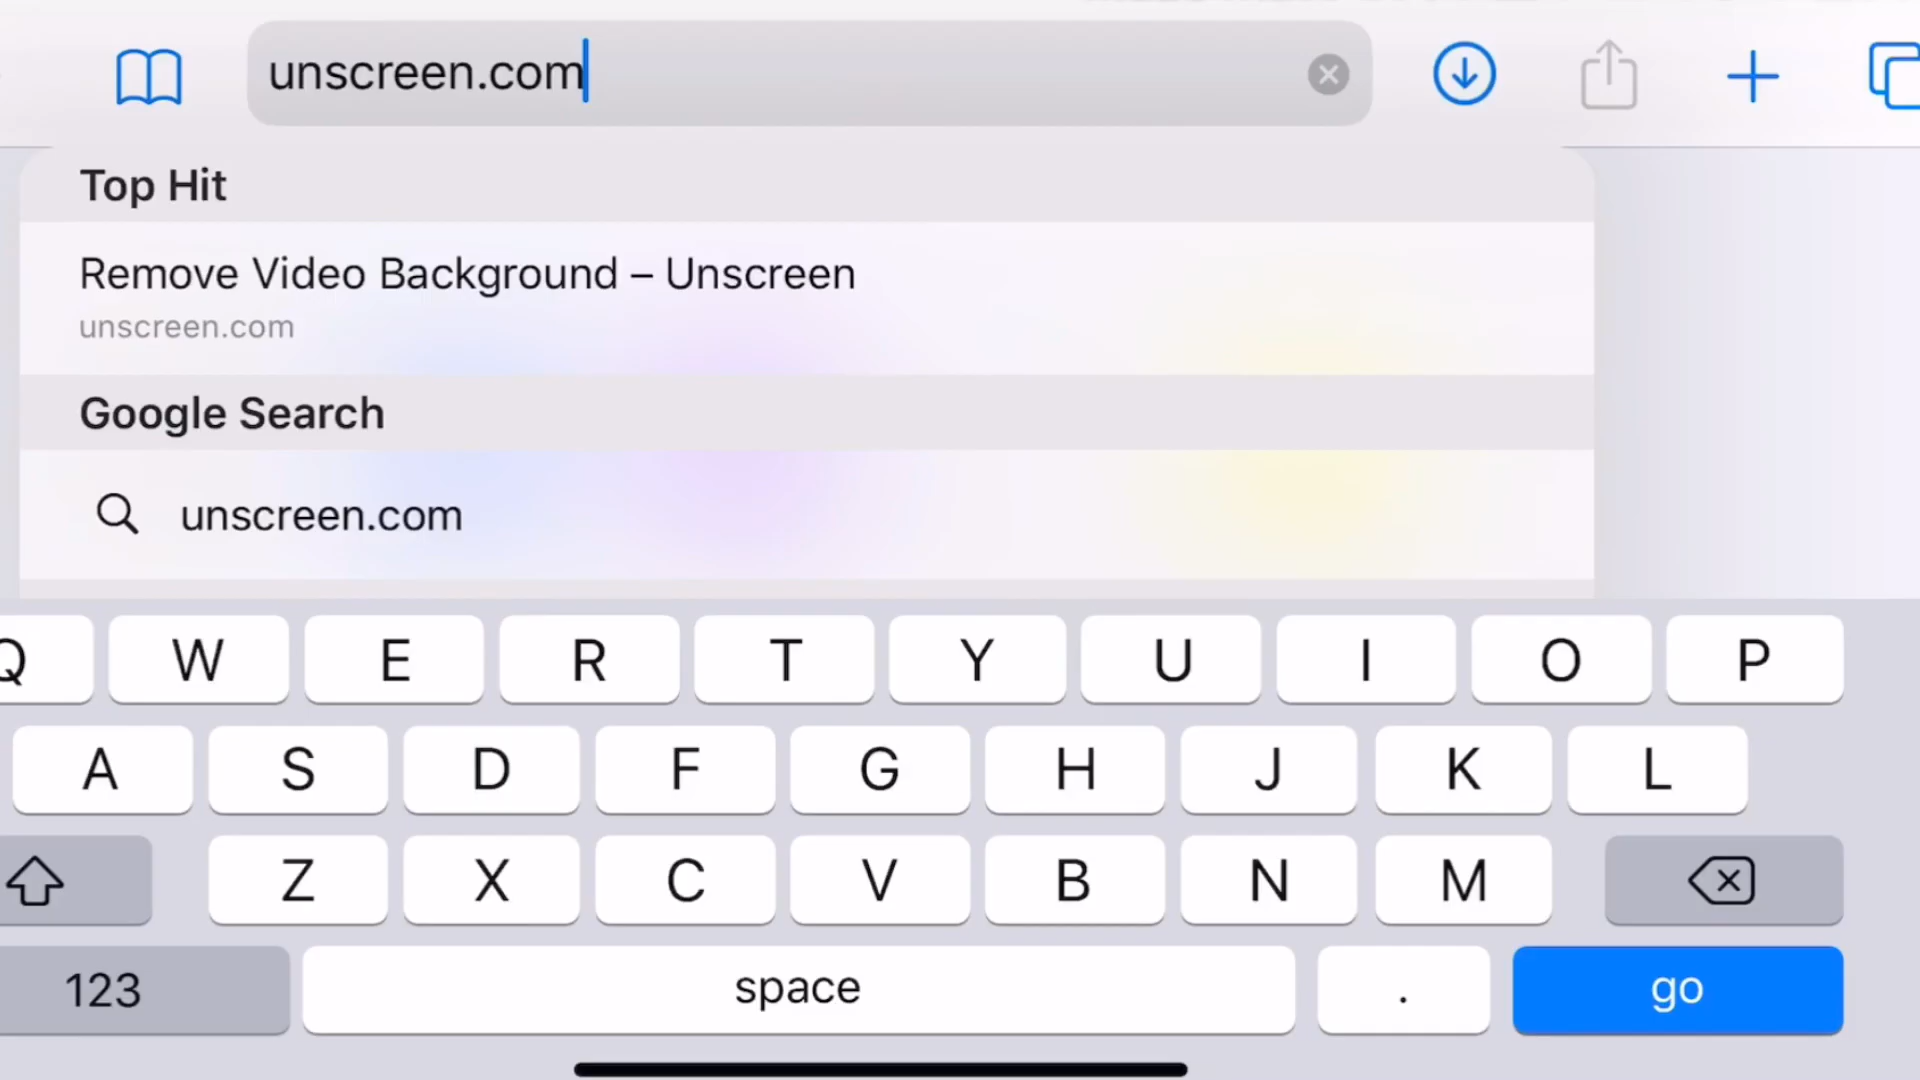 unscreen.com
Top Hit
Remove Video Background – Unscreen
unscreen.com
Google Search
unscreen.com
Q W E R T Y U I O P
A S D F G H J K L
Z X C V B N M
123 space . go